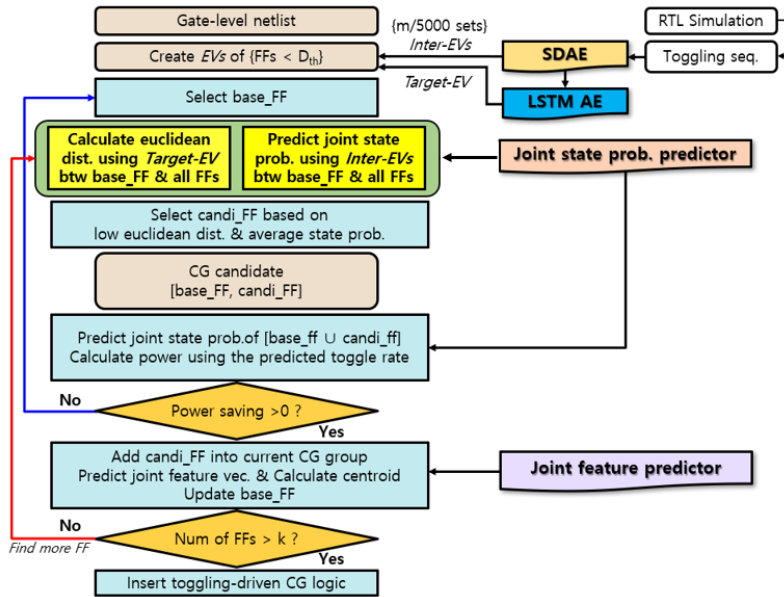 Gate-level netlist
{m/5000 sets}
RTL Simulation
Create EVs of {FFs < Dth}
Inter-EVs
SDAE
Toggling seq.
Target-EV
LSTM AE
Select base_FF
Calculate euclidean
dist. using Target-EV
btw base_FF & all FFs
Predict joint state
prob. using Inter-EVs
btw base_FF & all FFs
Joint state prob. predictor
Select candi_FF based on
low euclidean dist. & average state prob.
CG candidate
[base_FF, candi_FF]
Predict joint state prob.of [base_ff ∪ candi_ff]
Calculate power using the predicted toggle rate
No
Power saving >0 ?
Yes
Add candi_FF into current CG group
Predict joint feature vec. & Calculate centroid
Update base_FF
Joint feature predictor
No
Find more FF
Num of FFs > k ?
Yes
Insert toggling-driven CG logic